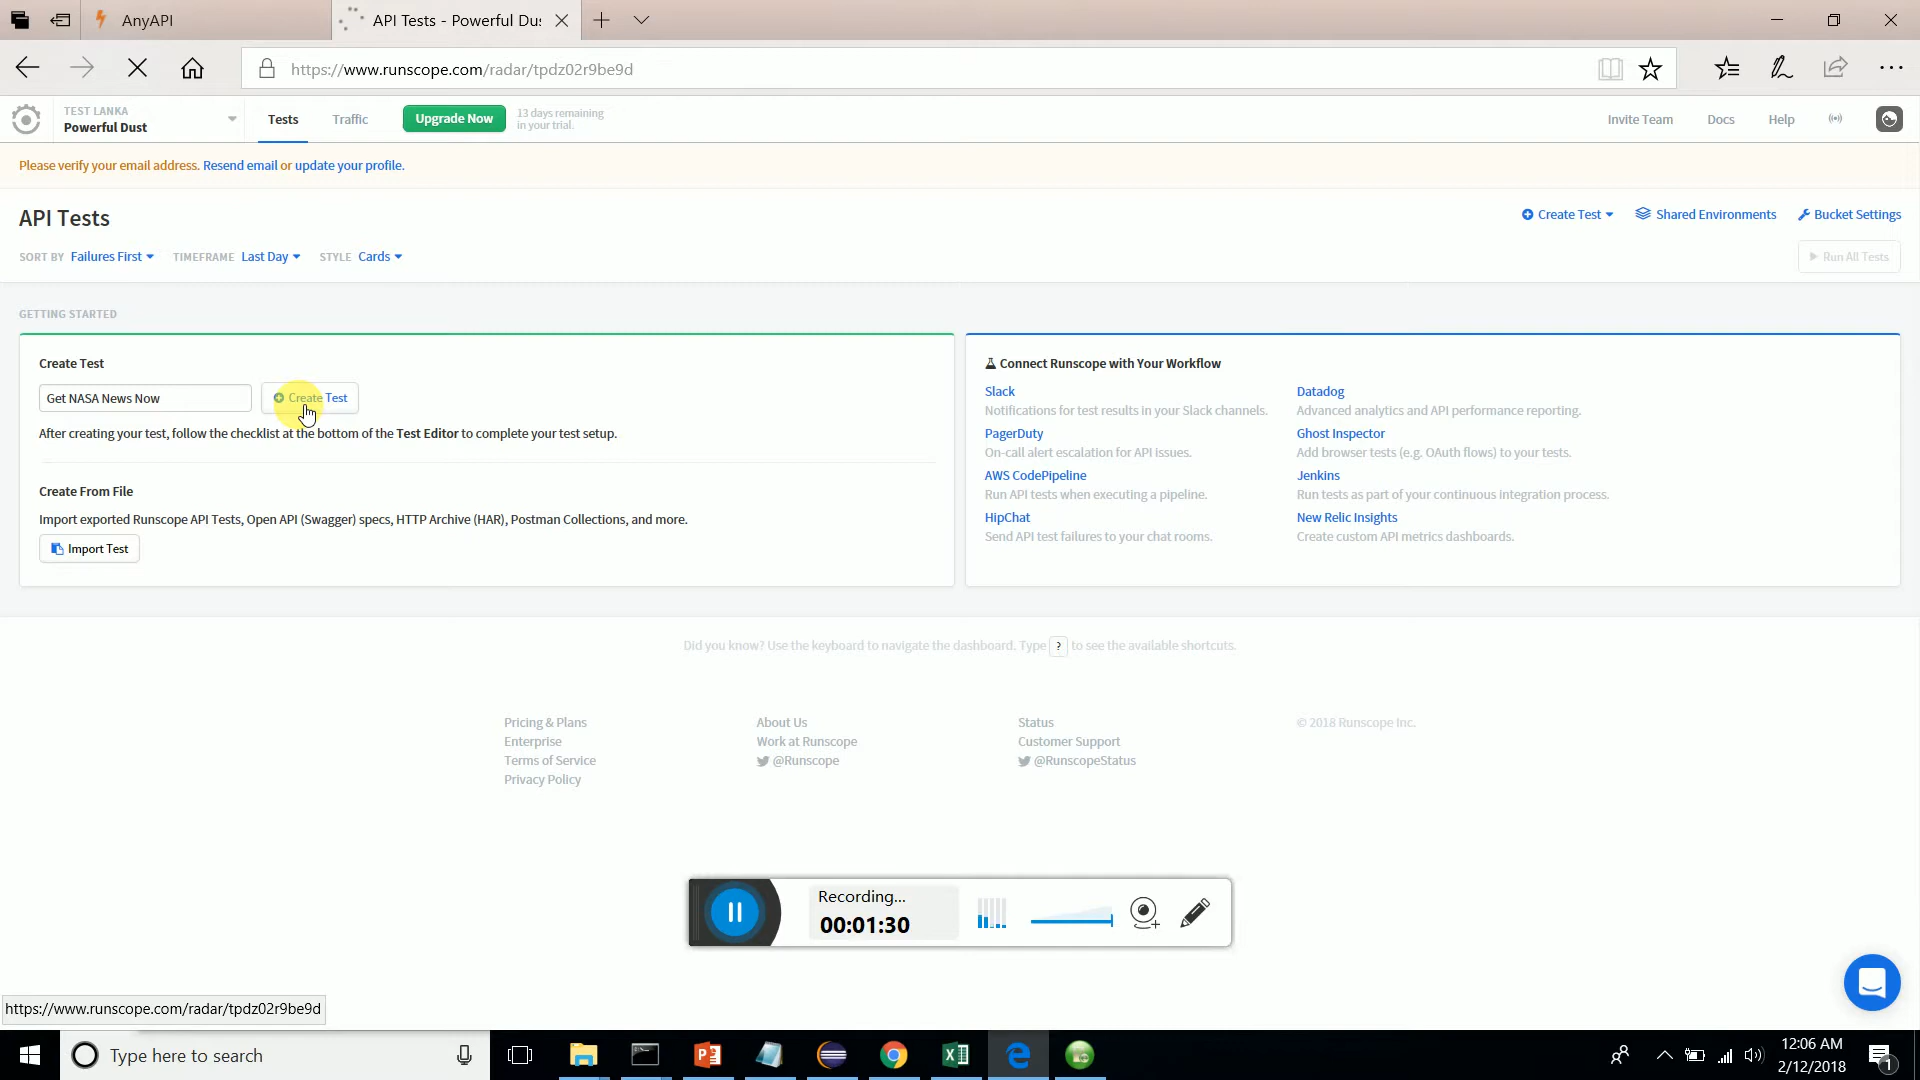 AnyAPI
API Tests - Powerful Dus
https://www.runscope.com/radar/tpdz02r9be9d
TEST LANKA
Powerful Dust
Tests
Traffic
Upgrade Now
13 days remaining
in your trial.
Invite Team
Docs
Help
Please verify your email address. Resend email or update your profile.
API Tests
Create Test
Shared Environments
Bucket Settings
SORT BY Failures First
TIMEFRAME Last Day
STYLE Cards
Run All Tests
GETTING STARTED
Create Test
Get NASA News Now
Create Test
After creating your test, follow the checklist at the bottom of the Test Editor to complete your test setup.
Create From File
Import exported Runscope API Tests, Open API (Swagger) specs, HTTP Archive (HAR), Postman Collections, and more.
Import Test
Connect Runscope with Your Workflow
Slack
Notifications for test results in your Slack channels.
PagerDuty
On-call alert escalation for API issues.
AWS CodePipeline
Run API tests when executing a pipeline.
HipChat
Send API test failures to your chat rooms.
Datadog
Advanced analytics and API performance reporting.
Ghost Inspector
Add browser tests (e.g. OAuth flows) to your tests.
Jenkins
Run tests as part of your continuous integration process.
New Relic Insights
Create custom API metrics dashboards.
Did you know? Use the keyboard to navigate the dashboard. Type ? to see the available shortcuts.
Pricing & Plans
Enterprise
Terms of Service
Privacy Policy
About Us
Work at Runscope
@Runscope
Status
Customer Support
@RunscopeStatus
© 2018 Runscope Inc.
Recording...
00:01:30
https://www.runscope.com/radar/tpdz02r9be9d
Type here to search
12:06 AM
2/12/2018
1